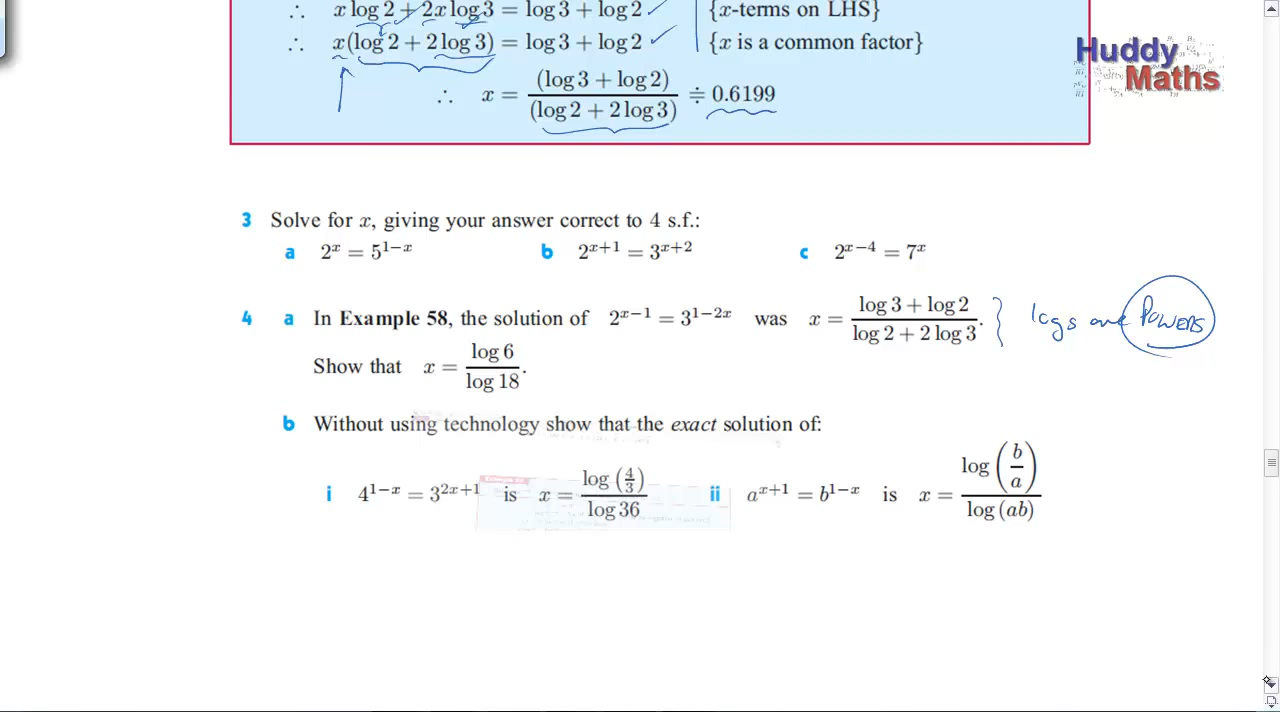 ∴ x log 2 + 2x log 3 = log 3 + log 2 {x-terms on LHS}
∴ x(log 2 + 2 log 3) = log 3 + log 2 {x is a common factor}
Huddy
Maths
∴ x = (log 3 + log 2) / (log 2 + 2 log 3) ≑ 0.6199
3 Solve for x, giving your answer correct to 4 s.f.:
a 2^x = 5^(1−x) b 2^(x+1) = 3^(x+2) c 2^(x−4) = 7^x
4 a In Example 58, the solution of 2^(x−1) = 3^(1−2x) was x = (log 3 + log 2) / (log 2 + 2 log 3). logs are POWERS
Show that x = log 6 / log 18.
b Without using technology show that the exact solution of:
i 4^(1−x) = 3^(2x+1) is x = log (4/3) / log 36 ii a^(x+1) = b^(1−x) is x = log (b/a) / log (ab)